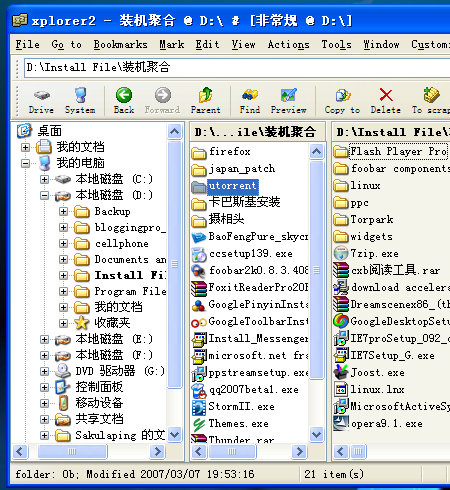 xplorer2 - 装机聚合 @ D:\ # [非常规 @ D:\]
File Go to Bookmarks Mark Edit View Actions Tools Window Customi
D:\Install File\装机聚合
Drive System Back Forward Parent Find Preview Copy to Delete To scrap
桌面
我的文档
我的电脑
本地磁盘 (C:)
本地磁盘 (D:)
Backup
bloggingpro_
cellphone
Documents an
Install Fi
Program File
我的文档
收藏夹
本地磁盘 (E:)
本地磁盘 (F:)
DVD 驱动器 (G:)
控制面板
移动设备
共享文档
Sakulaping 的文
D:\...ile\装机聚合
firefox
japan_patch
utorrent
卡巴斯基安装
摄相头
BaoFengPure_skycn
ccsetup139.exe
foobar2k0.8.3.408
FoxitReaderPro20B
GooglePinyinInst
GoogleToolbarInst
Install_Messenger
microsoft.net fra
ppstreamsetup.exe
qq2007beta1.exe
StormII.exe
Themes.exe
Thunder.rar
D:\Install File\
Flash Player Pro
foobar components
linux
ppc
Torpark
widgets
7zip.exe
cxb阅读工具.rar
download accelera
Dreamscenex86_(th
GoogleDesktopSetu
IE7proSetup_092_c
IE7Setup_G.exe
Joost.exe
linux.lnx
MicrosoftActiveSy
opera9.1.exe
folder: 0b; Modified 2007/03/07 19:53:16 21 item(s)